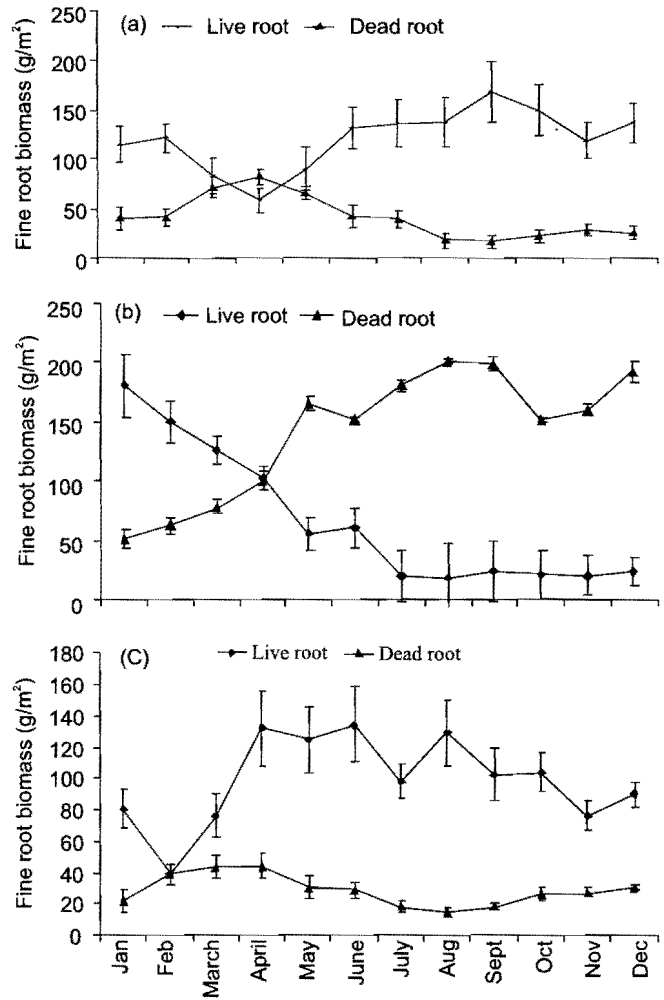 (a) Live root Dead root
Fine root biomass (g/m²)
250
200
150
100
50
0
(b) Live root Dead root
Fine root biomass (g/m²)
250
200
150
100
50
0
(C) Live root Dead root
Fine root biomass (g/m²)
180
160
140
120
100
80
60
40
20
0
Jan
Feb
March
April
May
June
July
Aug
Sept
Oct
Nov
Dec